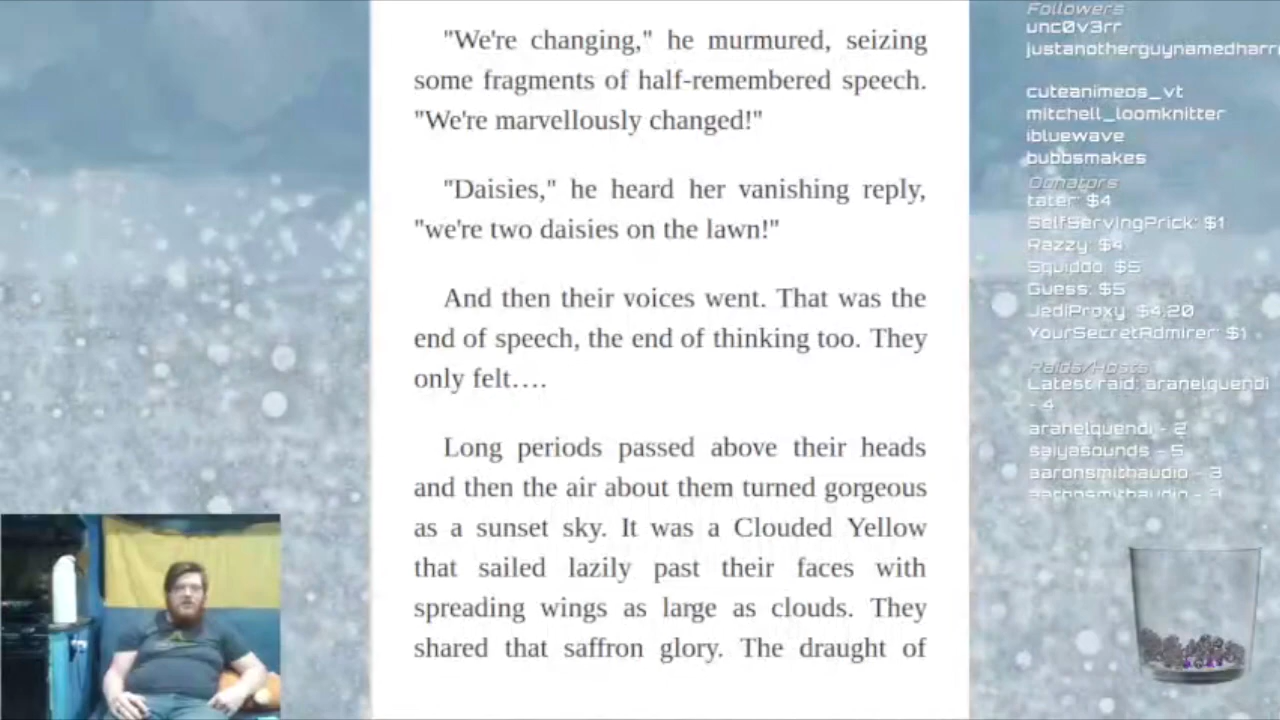 "We're changing," he murmured, seizing
some fragments of half-remembered speech.
"We're marvellously changed!"
"Daisies," he heard her vanishing reply,
"we're two daisies on the lawn!"
And then their voices went. That was the
end of speech, the end of thinking too. They
only felt….
Long periods passed above their heads
and then the air about them turned gorgeous
as a sunset sky. It was a Clouded Yellow
that sailed lazily past their faces with
spreading wings as large as clouds. They
shared that saffron glory. The draught of
Followers
unc0v3rr
justanotherguynamedharr
cuteanimeos_vt
mitchell_loomknitter
ibluewave
bubbsmakes
Donators
tater: $4
SelfServingPrick: $1
Razzy: $4
Squiddo: $5
Guess: $5
JediProxy: $4.20
YourSecretAdmirer: $1
Raids/Hosts
Latest raid: aranelquendi
- 4
aranelquendi - 2
saiyasounds - 5
aaronsmithaudio - 3